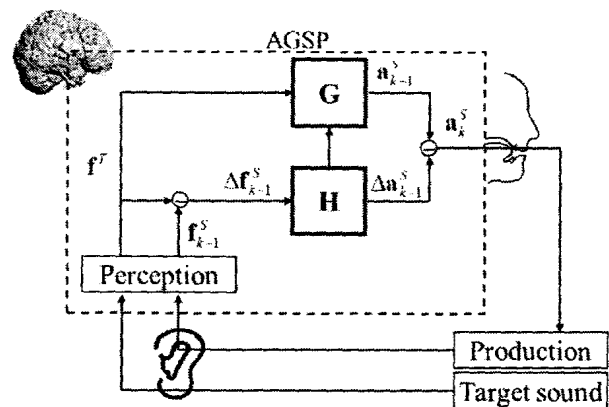 AGSP
G
a^S_{k-1}
a^S_k
f^T
Δf^S_{k-1}
H
Δa^S_{k-1}
f^S_{k-1}
Perception
Production
Target sound